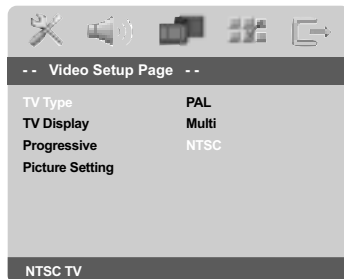 -- Video Setup Page --
TV Type PAL
TV Display Multi
Progressive NTSC
Picture Setting
NTSC TV